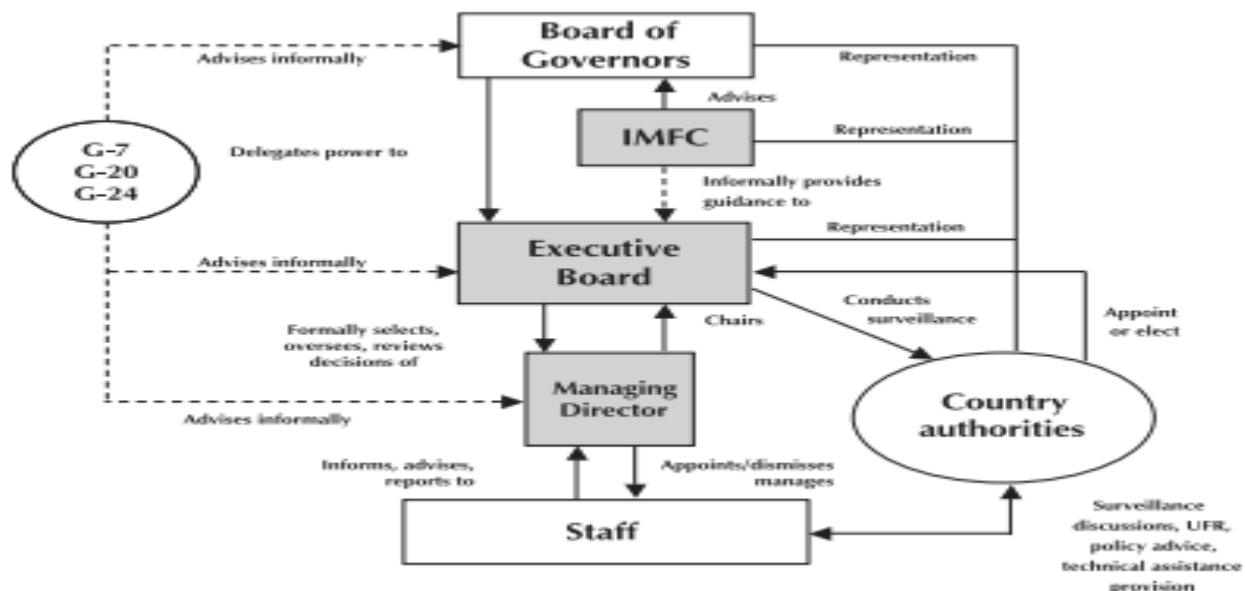 Board of
Governors
Advises informally
Representation
Advises
IMFC
Representation
G-7
G-20
G-24
Delegates power to
Informally provides
guidance to
Representation
Executive
Board
Advises informally
Conducts
surveillance
Appoint
or elect
Chairs
Formally selects,
oversees, reviews
decisions of
Managing
Director
Country
authorities
Advises informally
Informs, advises,
reports to
Appoints/dismisses
manages
Staff
Surveillance
discussions, UFR,
policy advice,
technical assistance
provision